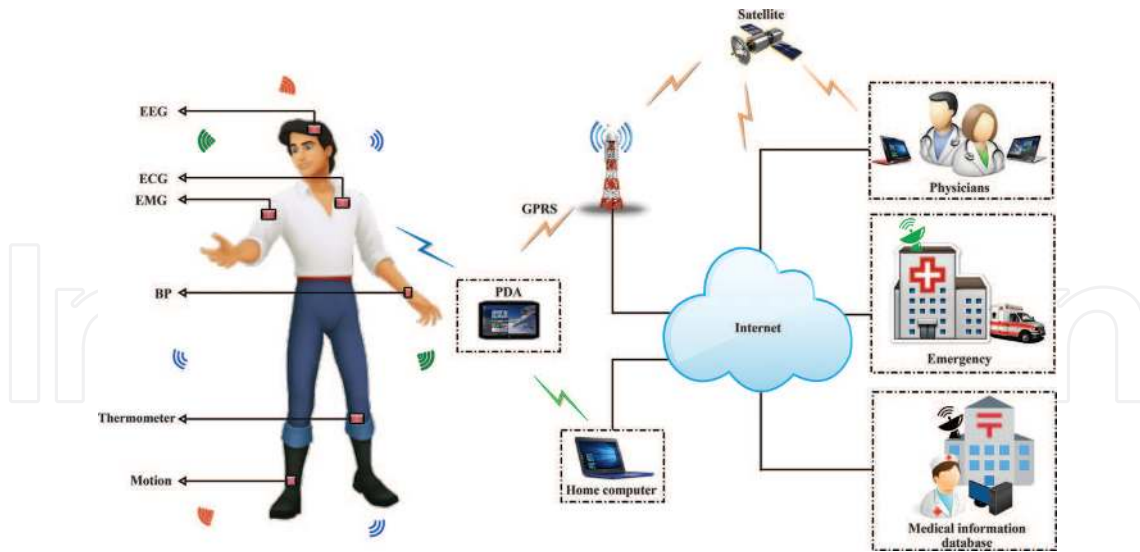 Satellite
EEG
ECG
EMG
GPRS
Physicians
BP
PDA
Internet
Emergency
Thermometer
Motion
Home computer
Medical information
database